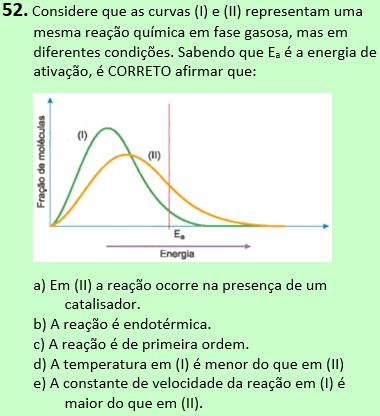 52. Considere que as curvas (I) e (II) representam uma
mesma reação química em fase gasosa, mas em
diferentes condições. Sabendo que Eₐ é a energia de
ativação, é CORRETO afirmar que:
Fração de moléculas
(I)
(II)
Eₐ
Energia
a) Em (II) a reação ocorre na presença de um
catalisador.
b) A reação é endotérmica.
c) A reação é de primeira ordem.
d) A temperatura em (I) é menor do que em (II)
e) A constante de velocidade da reação em (I) é
maior do que em (II).